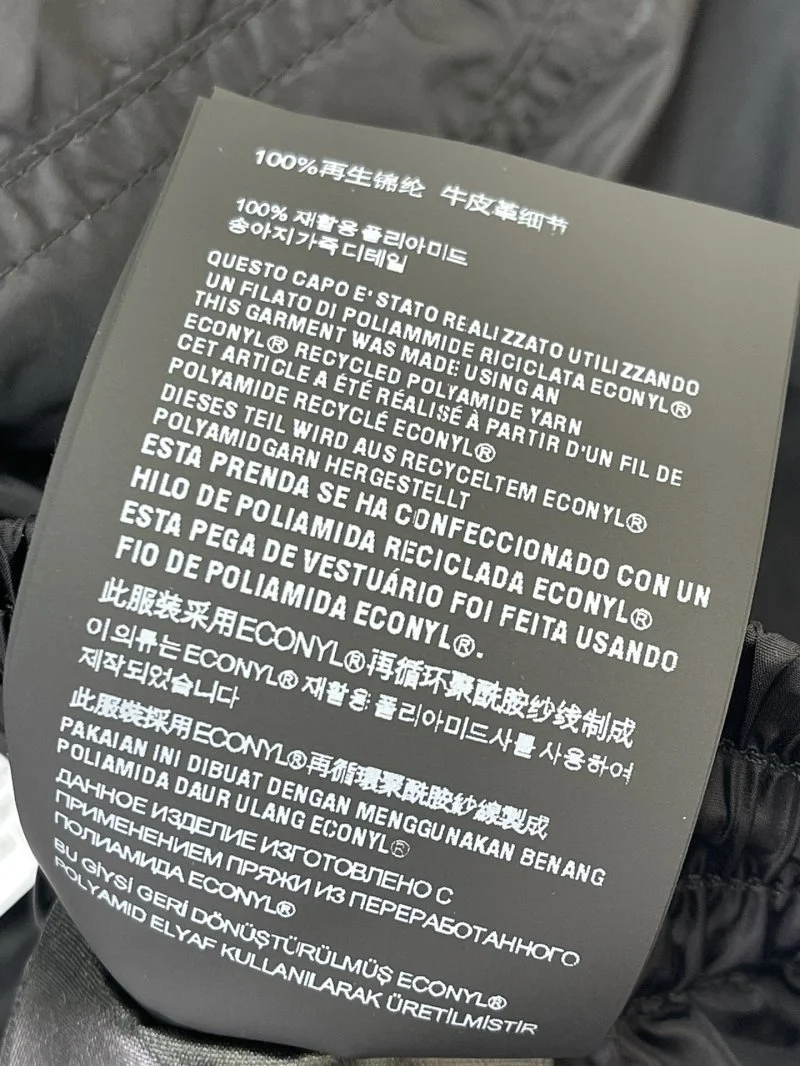 100%再生锦纶 牛皮革细节
100% 재활용 폴리아미드
송아지가죽 디테일
QUESTO CAPO E' STATO REALIZZATO UTILIZZANDO
UN FILATO DI POLIAMMIDE RICICLATA ECONYL®
THIS GARMENT WAS MADE USING AN
ECONYL® RECYCLED POLYAMIDE YARN
CET ARTICLE A ÉTÉ RÉALISÉ À PARTIR D'UN FIL DE
POLYAMIDE RECYCLÉ ECONYL®
DIESES TEIL WIRD AUS RECYCELTEM ECONYL®
POLYAMIDGARN HERGESTELLT
ESTA PRENDA SE HA CONFECCIONADO CON UN
HILO DE POLIAMIDA RECICLADA ECONYL®
ESTA PEGA DE VESTUÁRIO FOI FEITA USANDO
FIO DE POLIAMIDA ECONYL®.
此服装采用ECONYL®再循环聚酰胺纱线制成
이 의류는 ECONYL® 재활용 폴리아미드사를 사용하여
제작되었습니다
此服裝採用ECONYL®再循環聚酰胺紗線製成
PAKAIAN INI DIBUAT DENGAN MENGGUNAKAN BENANG
POLIAMIDA DAUR ULANG ECONYL®
ДАННОЕ ИЗДЕЛИЕ ИЗГОТОВЛЕНО С
ПРИМЕНЕНИЕМ ПРЯЖИ ИЗ ПЕРЕРАБОТАННОГО
ПОЛИАМИДА ECONYL®
BU GİYSİ GERİ DÖNÜŞTÜRÜLMÜŞ ECONYL®
POLYAMID ELYAF KULLANILARAK ÜRETİLMİSTİR